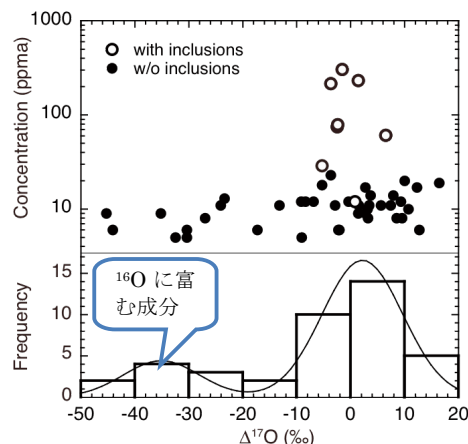 1000
100
10
Concentration (ppma)
with inclusions
w/o inclusions
15
10
5
0
Frequency
¹⁶O に富
む成分
-50 -40 -30 -20 -10 0 10 20
Δ¹⁷O (‰)